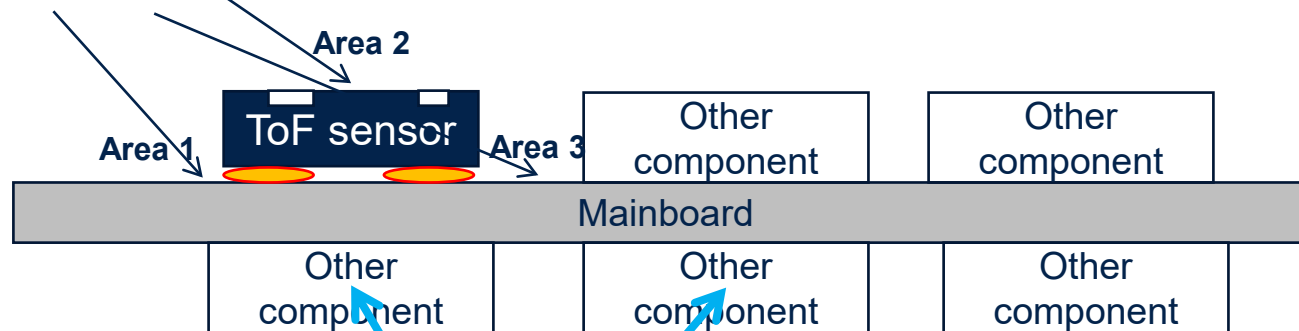 Area 2
ToF sensor
Area 1
Area 3
Other
component
Other
component
Mainboard
Other
component
Other
component
Other
component